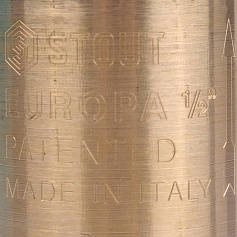 STOUT
EUROPA 1/2"
PATENTED
MADE IN ITALY